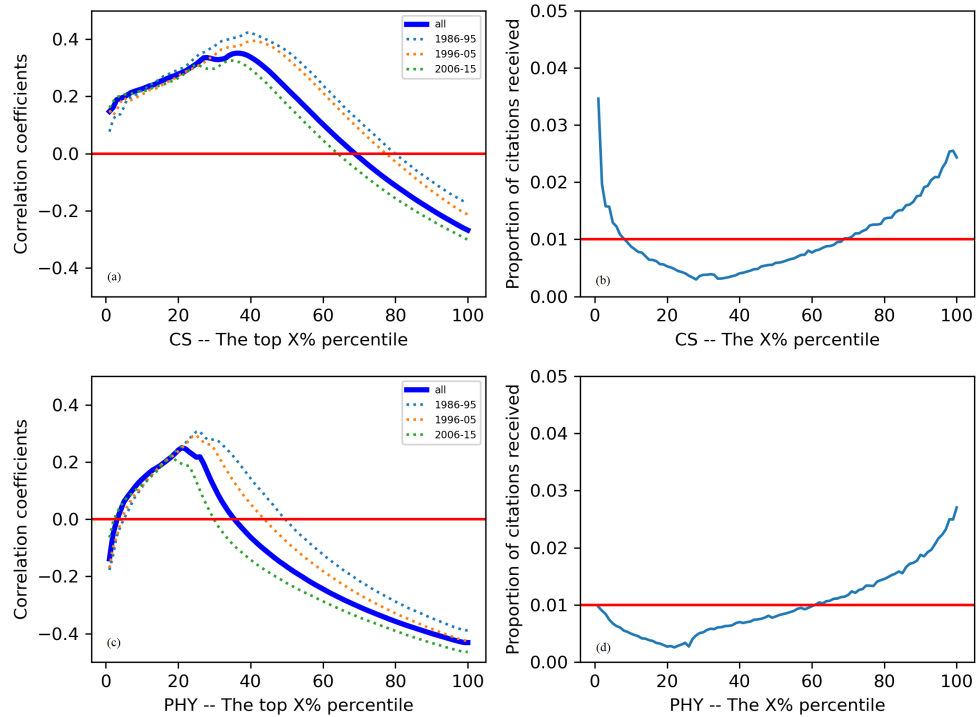 Correlation coefficients
0.4
0.2
0.0
−0.2
−0.4
all
1986-95
1996-05
2006-15
(a)
0 20 40 60 80 100
CS -- The top X% percentile
Proportion of citations received
0.05
0.04
0.03
0.02
0.01
0.00
(b)
0 20 40 60 80 100
CS -- The X% percentile
Correlation coefficients
0.4
0.2
0.0
−0.2
−0.4
all
1986-95
1996-05
2006-15
(c)
0 20 40 60 80 100
PHY -- The top X% percentile
Proportion of citations received
0.05
0.04
0.03
0.02
0.01
0.00
(d)
0 20 40 60 80 100
PHY -- The X% percentile